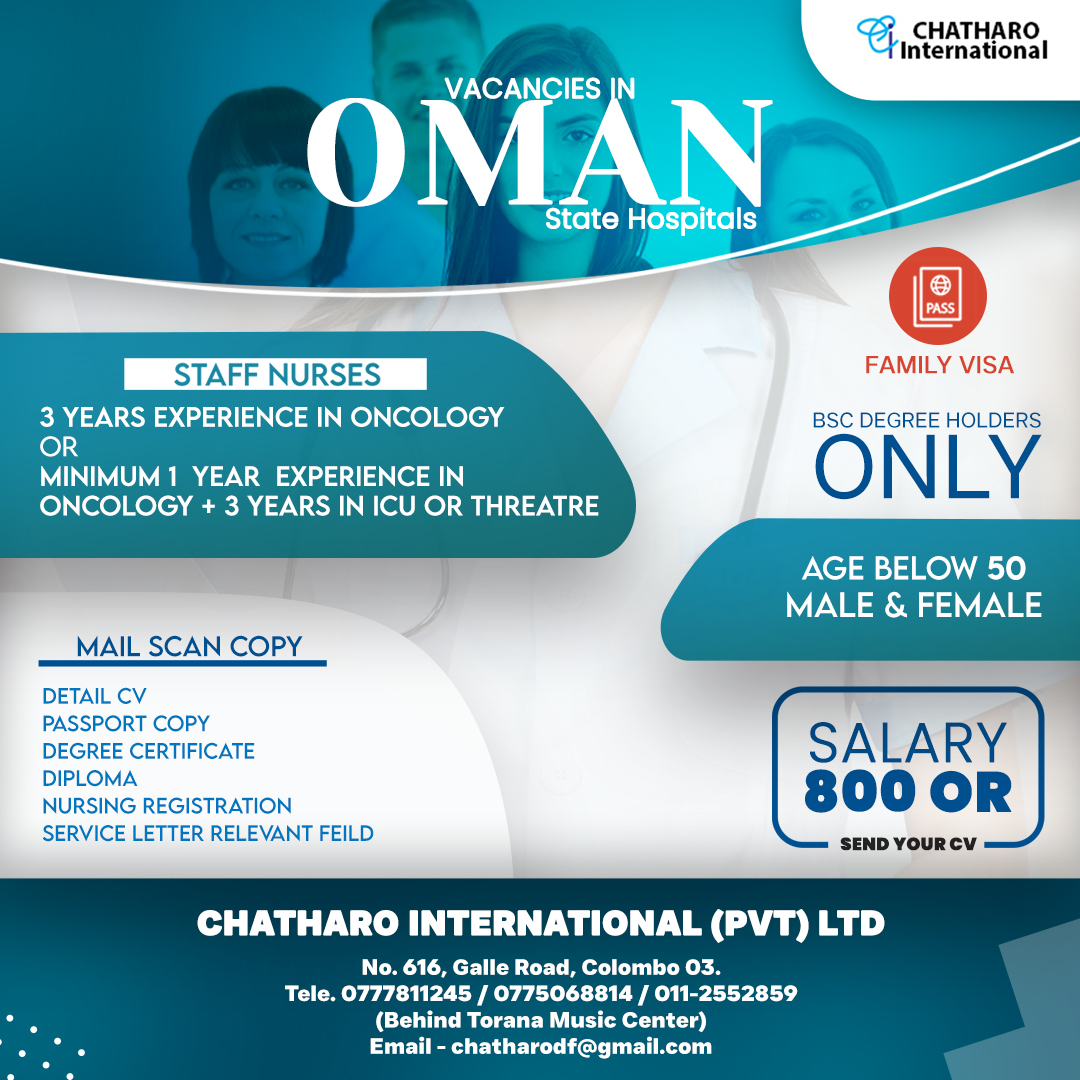 CHATHARO
International
VACANCIES IN
OMAN
State Hospitals
PASS
FAMILY VISA
STAFF NURSES
3 YEARS EXPERIENCE IN ONCOLOGY
OR
MINIMUM 1 YEAR EXPERIENCE IN
ONCOLOGY + 3 YEARS IN ICU OR THREATRE
BSC DEGREE HOLDERS
ONLY
AGE BELOW 50
MALE & FEMALE
MAIL SCAN COPY
DETAIL CV
PASSPORT COPY
DEGREE CERTIFICATE
DIPLOMA
NURSING REGISTRATION
SERVICE LETTER RELEVANT FEILD
SALARY
800 OR
SEND YOUR CV
CHATHARO INTERNATIONAL (PVT) LTD
No. 616, Galle Road, Colombo 03.
Tele. 0777811245 / 0775068814 / 011-2552859
(Behind Torana Music Center)
Email - chatharodf@gmail.com